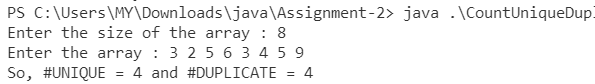 PS C:\Users\MY\Downloads\java\Assignment-2> java .\CountUniqueDupl
Enter the size of the array : 8
Enter the array : 3 2 5 6 3 4 5 9
So, #UNIQUE = 4 and #DUPLICATE = 4